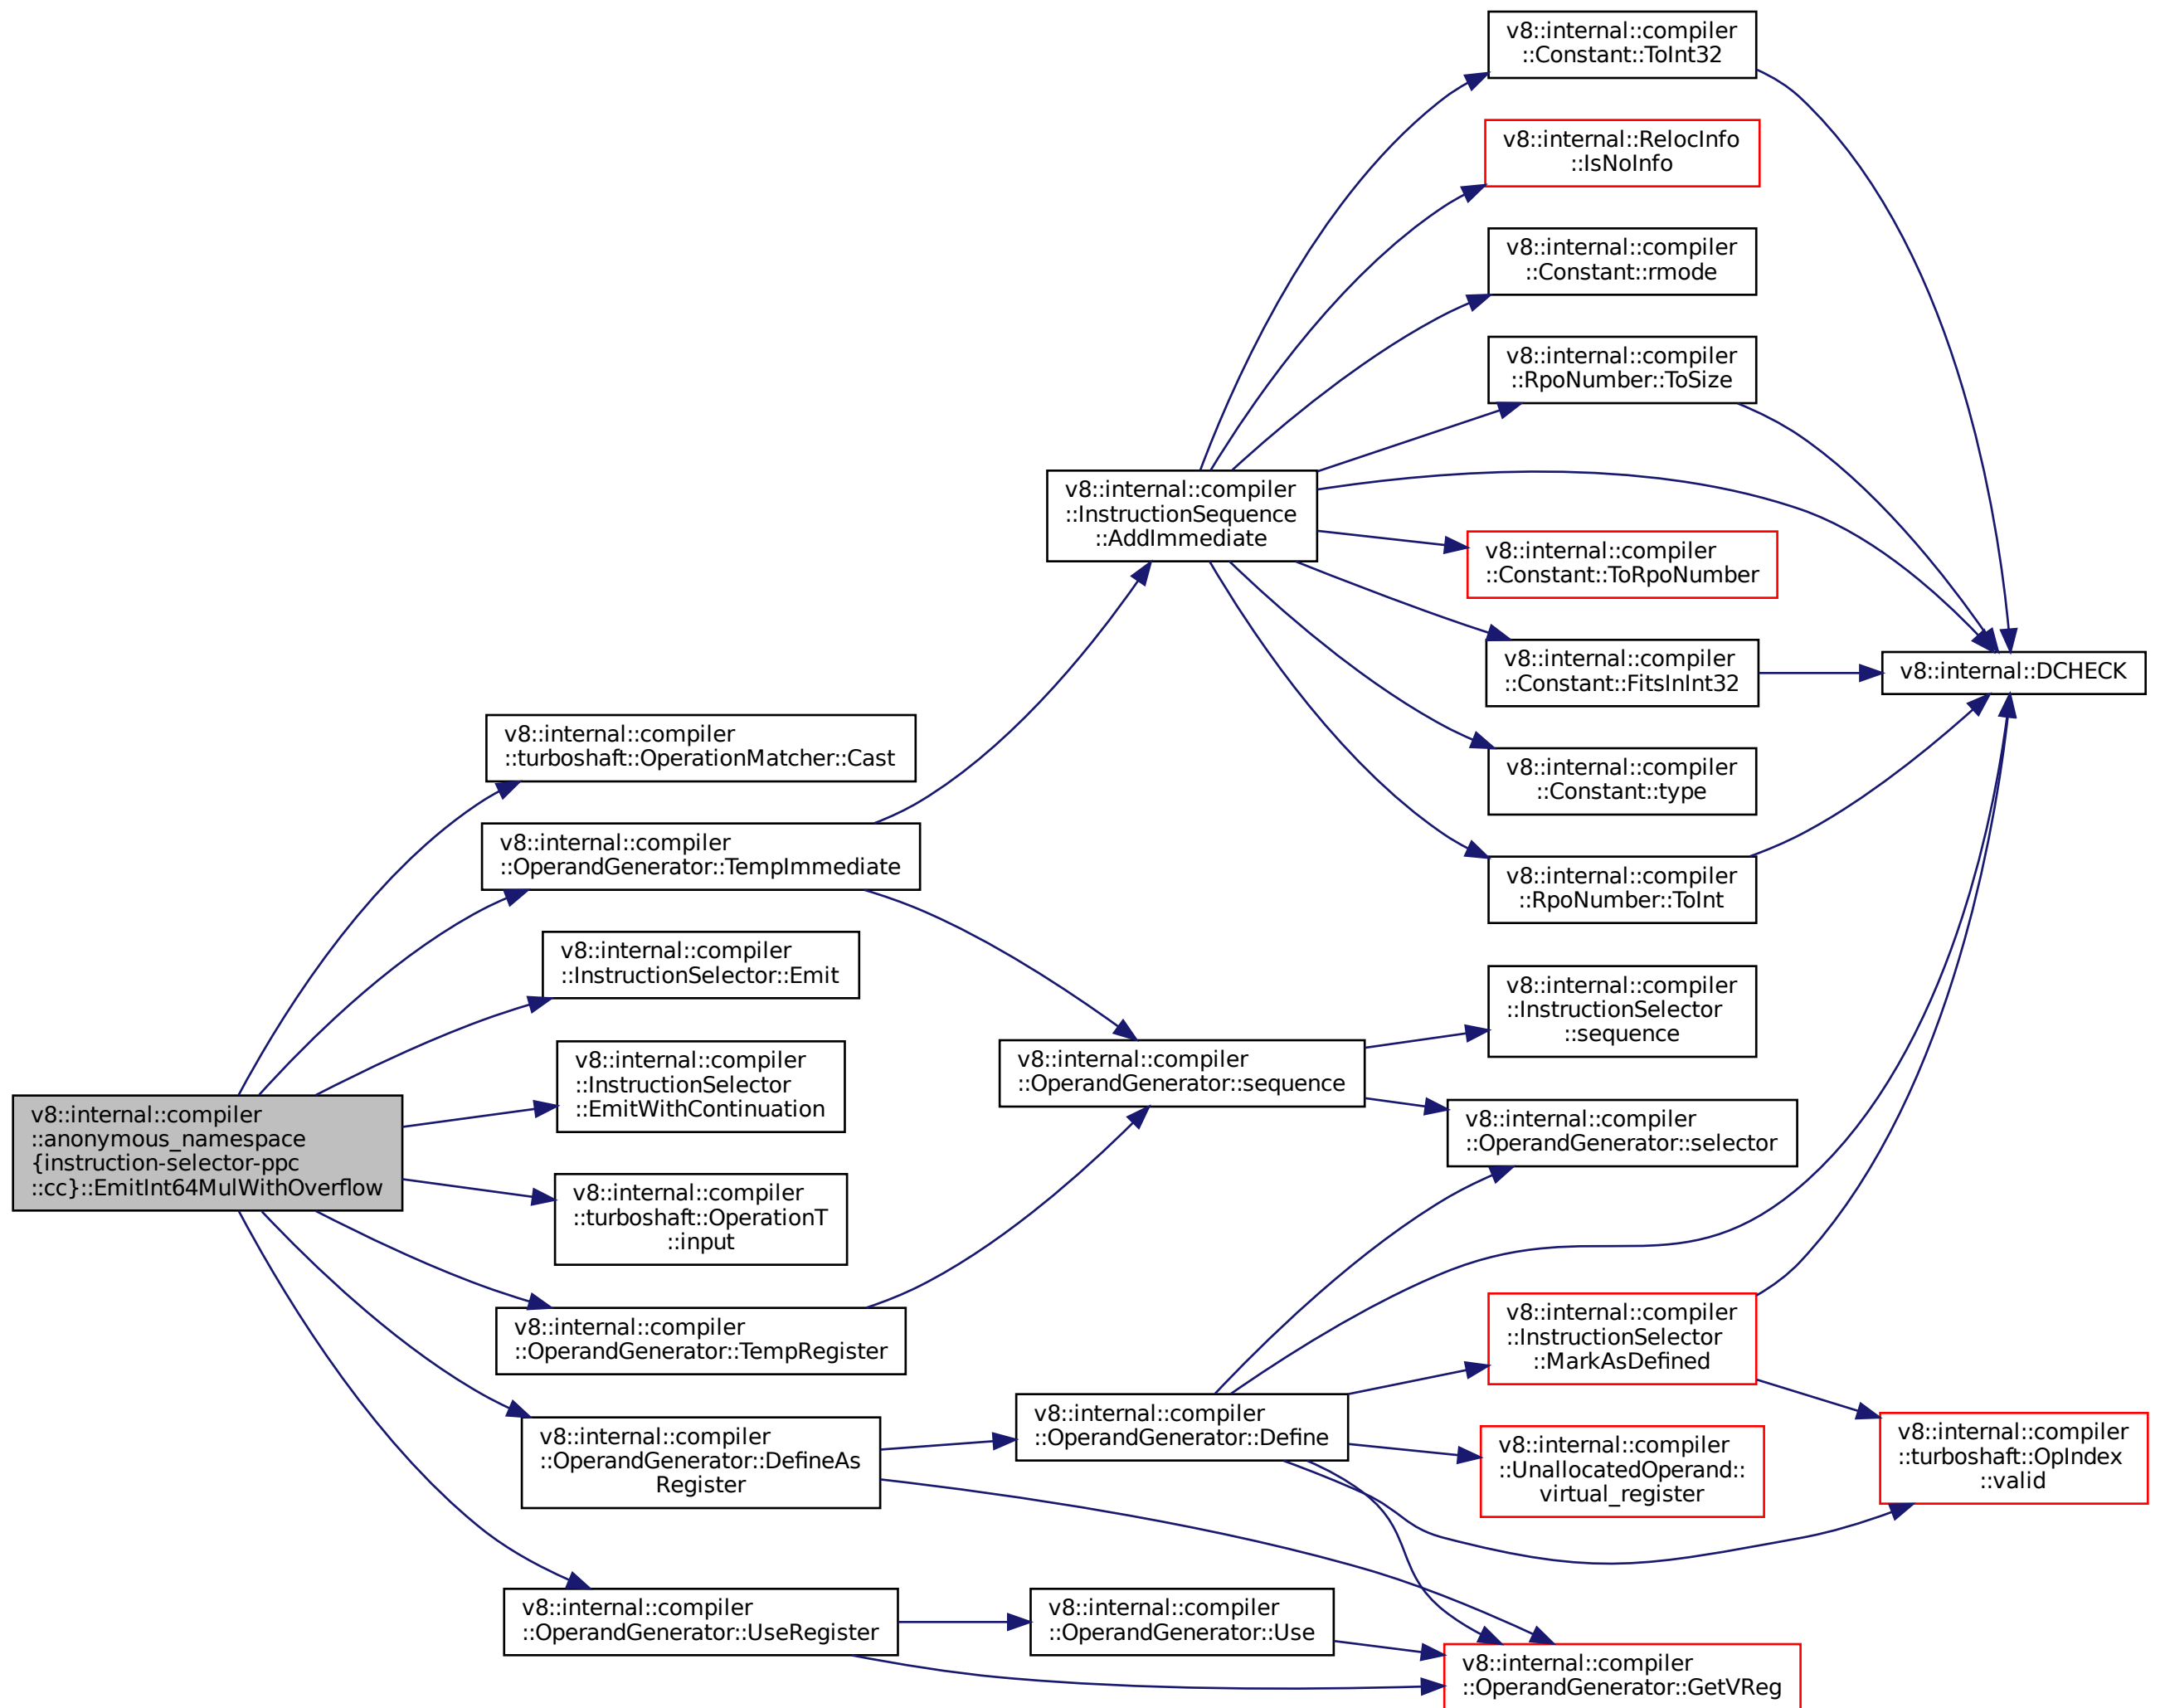 v8::internal::compiler
::Constant::ToInt32
v8::internal::RelocInfo
::IsNoInfo
v8::internal::compiler
::Constant::rmode
v8::internal::compiler
::RpoNumber::ToSize
v8::internal::compiler
::InstructionSequence
::AddImmediate
v8::internal::compiler
::Constant::ToRpoNumber
v8::internal::compiler
::Constant::FitsInInt32
v8::internal::DCHECK
v8::internal::compiler
::turboshaft::OperationMatcher::Cast
v8::internal::compiler
::Constant::type
v8::internal::compiler
::OperandGenerator::TempImmediate
v8::internal::compiler
::RpoNumber::ToInt
v8::internal::compiler
::InstructionSelector::Emit
v8::internal::compiler
::InstructionSelector
::sequence
v8::internal::compiler
::InstructionSelector
::EmitWithContinuation
v8::internal::compiler
::OperandGenerator::sequence
v8::internal::compiler
::OperandGenerator::selector
v8::internal::compiler
::anonymous_namespace
{instruction-selector-ppc
::cc}::EmitInt64MulWithOverflow
v8::internal::compiler
::turboshaft::OperationT
::input
v8::internal::compiler
::OperandGenerator::TempRegister
v8::internal::compiler
::InstructionSelector
::MarkAsDefined
v8::internal::compiler
::OperandGenerator::DefineAs
Register
v8::internal::compiler
::OperandGenerator::Define
v8::internal::compiler
::UnallocatedOperand::
virtual_register
v8::internal::compiler
::turboshaft::OpIndex
::valid
v8::internal::compiler
::OperandGenerator::UseRegister
v8::internal::compiler
::OperandGenerator::Use
v8::internal::compiler
::OperandGenerator::GetVReg